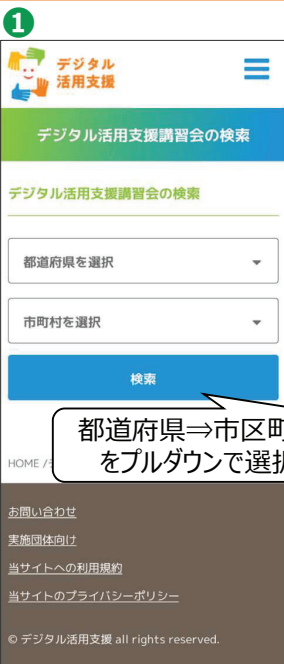 1
デジタル
活用支援
デジタル活用支援講習会の検索
デジタル活用支援講習会の検索
都道府県を選択
市町村を選択
検索
都道府県⇒市区町
をプルダウンで選択
HOME /
お問い合わせ
実施団体向け
当サイトへの利用規約
当サイトのプライバシーポリシー
© デジタル活用支援 all rights reserved.